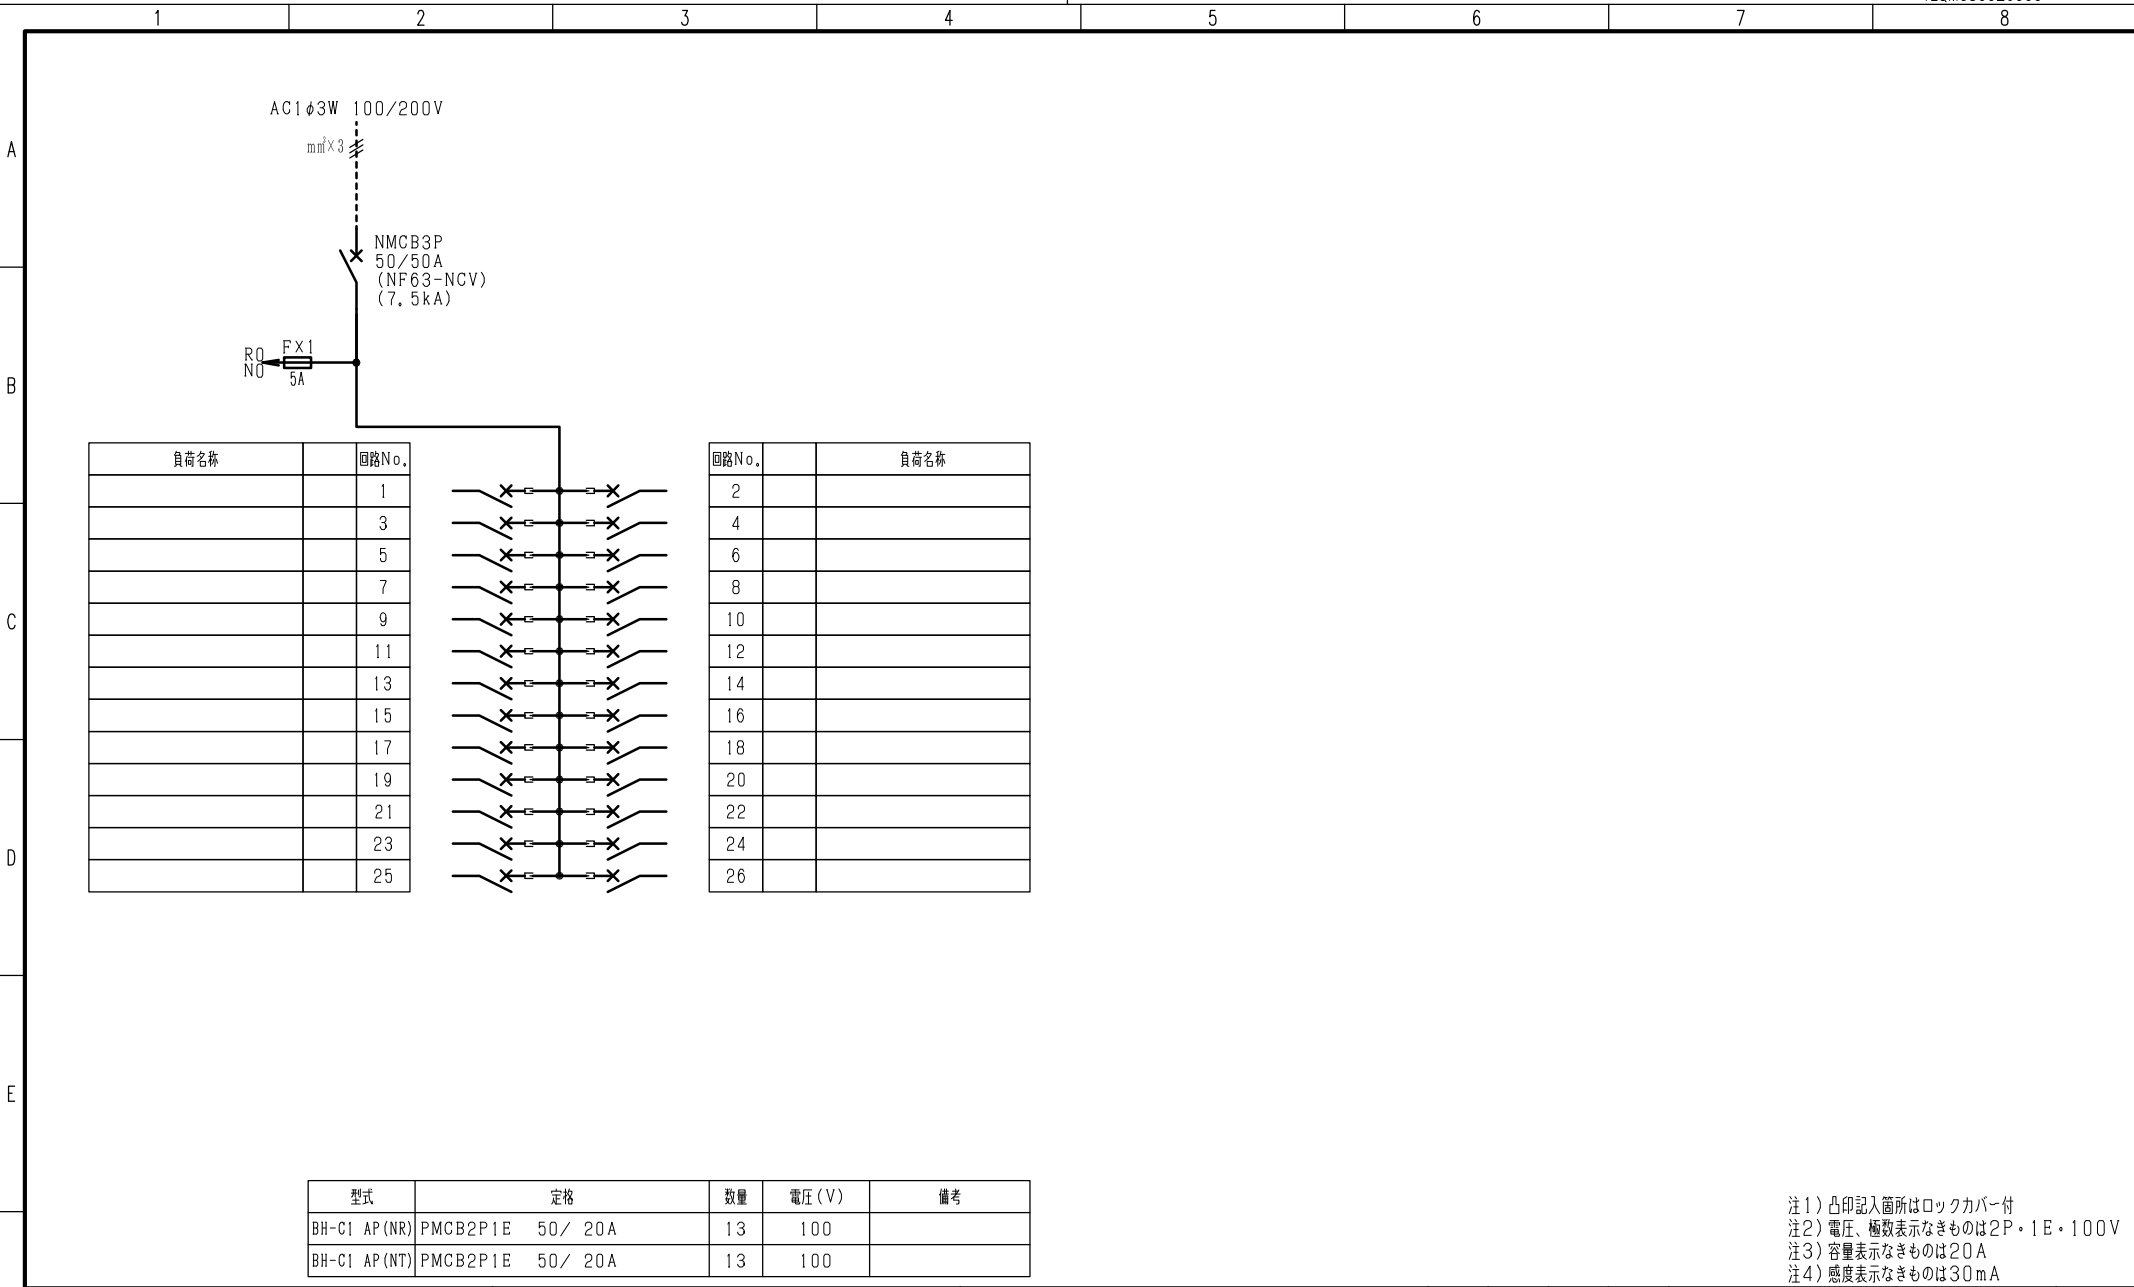 1 2 3 4 5 6 7 8
A
B
C
D
E
AC1φ3W 100/200V
mm²×3
NMCB3P
50/50A
(NF63-NCV)
(7.5kA)
R0
N0
F×1
5A
負荷名称 回路No. 回路No. 負荷名称
1 2
3 4
5 6
7 8
9 10
11 12
13 14
15 16
17 18
19 20
21 22
23 24
25 26
型式 定格 数量 電圧(V) 備考
BH-C1 AP(NR) PMCB2P1E 50/ 20A 13 100
BH-C1 AP(NT) PMCB2P1E 50/ 20A 13 100
注1)凸印記入箇所はロックカバー付
注2)電圧、極数表示なきものは2P・1E・100V
注3)容量表示なきものは20A
注4)感度表示なきものは30mA